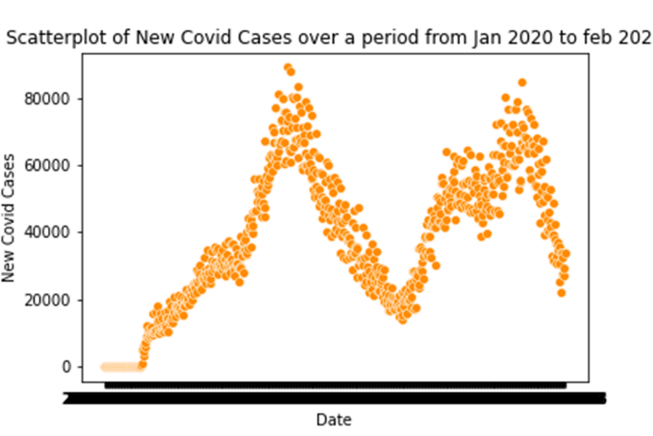 Scatterplot of New Covid Cases over a period from Jan 2020 to feb 202
80000
60000
40000
20000
0
New Covid Cases
Date